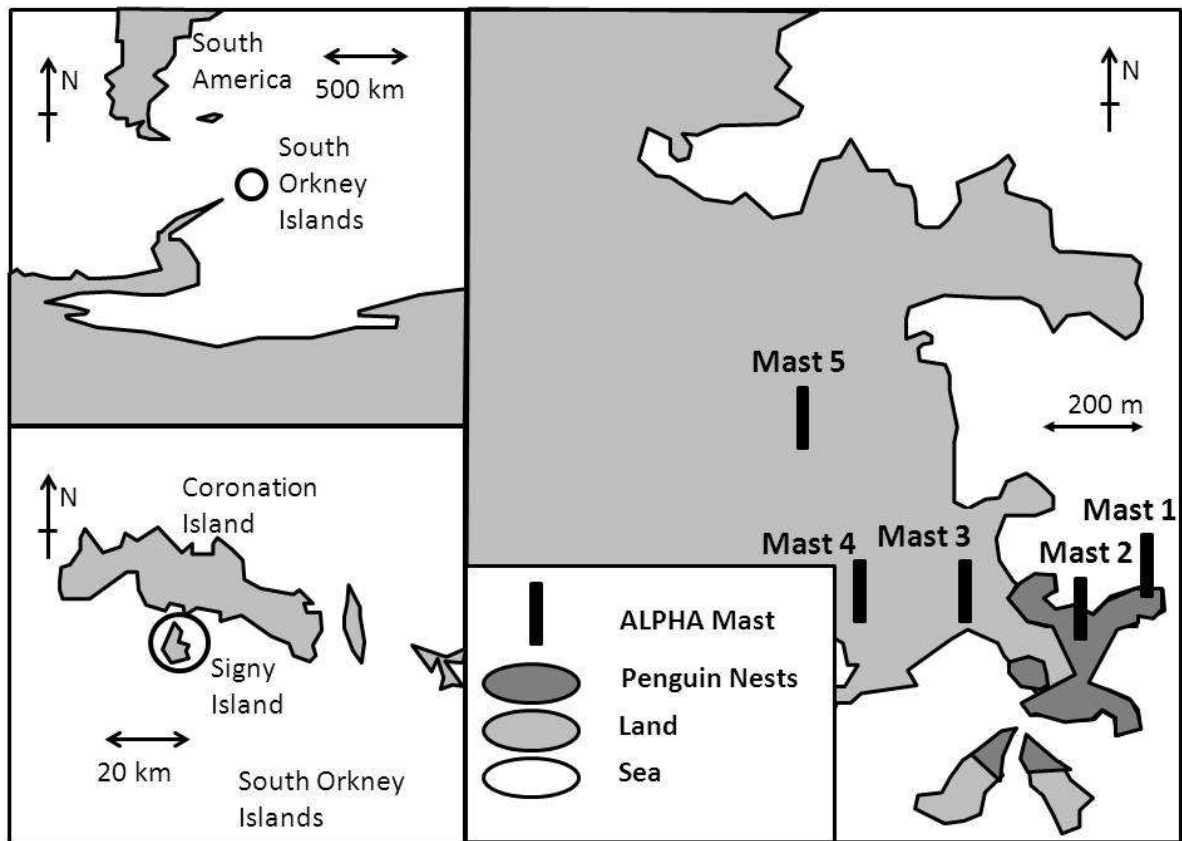 South
America
N
500 km
South
Orkney
Islands
N
Coronation
Island
Signy
Island
20 km
South Orkney
Islands
N
Mast 5
200 m
Mast 1
Mast 4
Mast 3
Mast 2
ALPHA Mast
Penguin Nests
Land
Sea